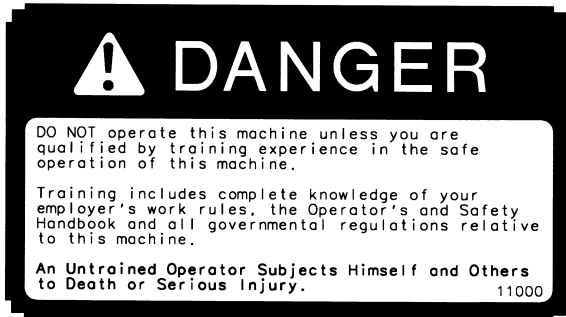 DANGER
DO NOT operate this machine unless you are
qualified by training experience in the safe
operation of this machine.
Training includes complete knowledge of your
employer's work rules, the Operator's and Safety
Handbook and all governmental regulations relative
to this machine.
An Untrained Operator Subjects Himself and Others
to Death or Serious Injury.
11000